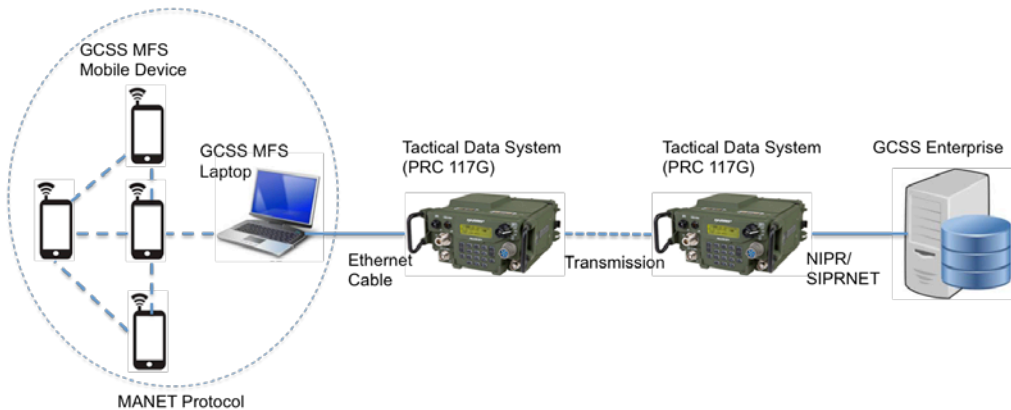 GCSS MFS
Mobile Device
GCSS MFS
Laptop
Tactical Data System
(PRC 117G)
Tactical Data System
(PRC 117G)
GCSS Enterprise
Ethernet
Cable
Transmission
NIPR/
SIPRNET
MANET Protocol